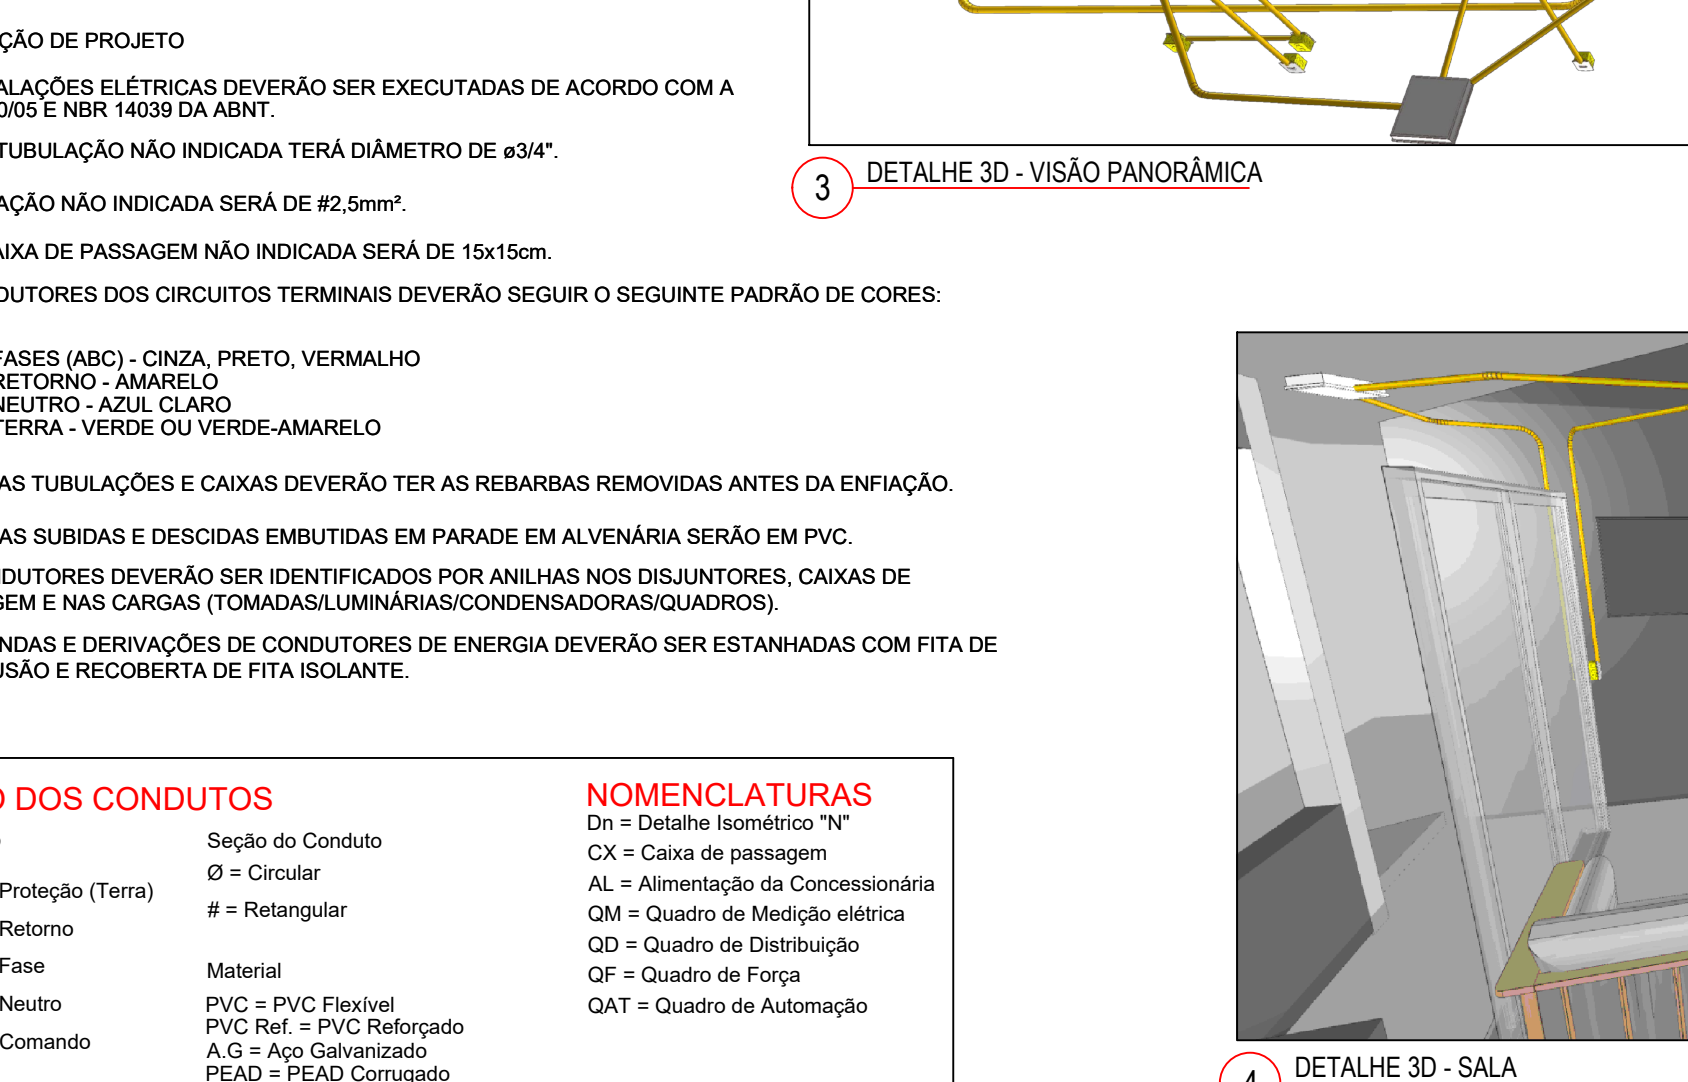 ÇÃO DE PROJETO
ALAÇÕES ELÉTRICAS DEVERÃO SER EXECUTADAS DE ACORDO COM A
0/05 E NBR 14039 DA ABNT.
TUBULAÇÃO NÃO INDICADA TERÁ DIÂMETRO DE ø3/4".
AÇÃO NÃO INDICADA SERÁ DE #2,5mm².
AIXA DE PASSAGEM NÃO INDICADA SERÁ DE 15x15cm.
DUTORES DOS CIRCUITOS TERMINAIS DEVERÃO SEGUIR O SEGUINTE PADRÃO DE CORES:
FASES (ABC) - CINZA, PRETO, VERMALHO
RETORNO - AMARELO
NEUTRO - AZUL CLARO
TERRA - VERDE OU VERDE-AMARELO
AS TUBULAÇÕES E CAIXAS DEVERÃO TER AS REBARBAS REMOVIDAS ANTES DA ENFIAÇÃO.
AS SUBIDAS E DESCIDAS EMBUTIDAS EM PARADE EM ALVENÁRIA SERÃO EM PVC.
NDUTORES DEVERÃO SER IDENTIFICADOS POR ANILHAS NOS DISJUNTORES, CAIXAS DE
GEM E NAS CARGAS (TOMADAS/LUMINÁRIAS/CONDENSADORAS/QUADROS).
NDAS E DERIVAÇÕES DE CONDUTORES DE ENERGIA DEVERÃO SER ESTANHADAS COM FITA DE
USÃO E RECOBERTA DE FITA ISOLANTE.
3 DETALHE 3D - VISÃO PANORÂMICA
O DOS CONDUTOS
Proteção (Terra)
Retorno
Fase
Neutro
Comando
Seção do Conduto
Ø = Circular
# = Retangular
Material
PVC = PVC Flexível
PVC Ref. = PVC Reforçado
A.G = Aço Galvanizado
PEAD = PEAD Corrugado
NOMENCLATURAS
Dn = Detalhe Isométrico "N"
CX = Caixa de passagem
AL = Alimentação da Concessionária
QM = Quadro de Medição elétrica
QD = Quadro de Distribuição
QF = Quadro de Força
QAT = Quadro de Automação
4 DETALHE 3D - SALA